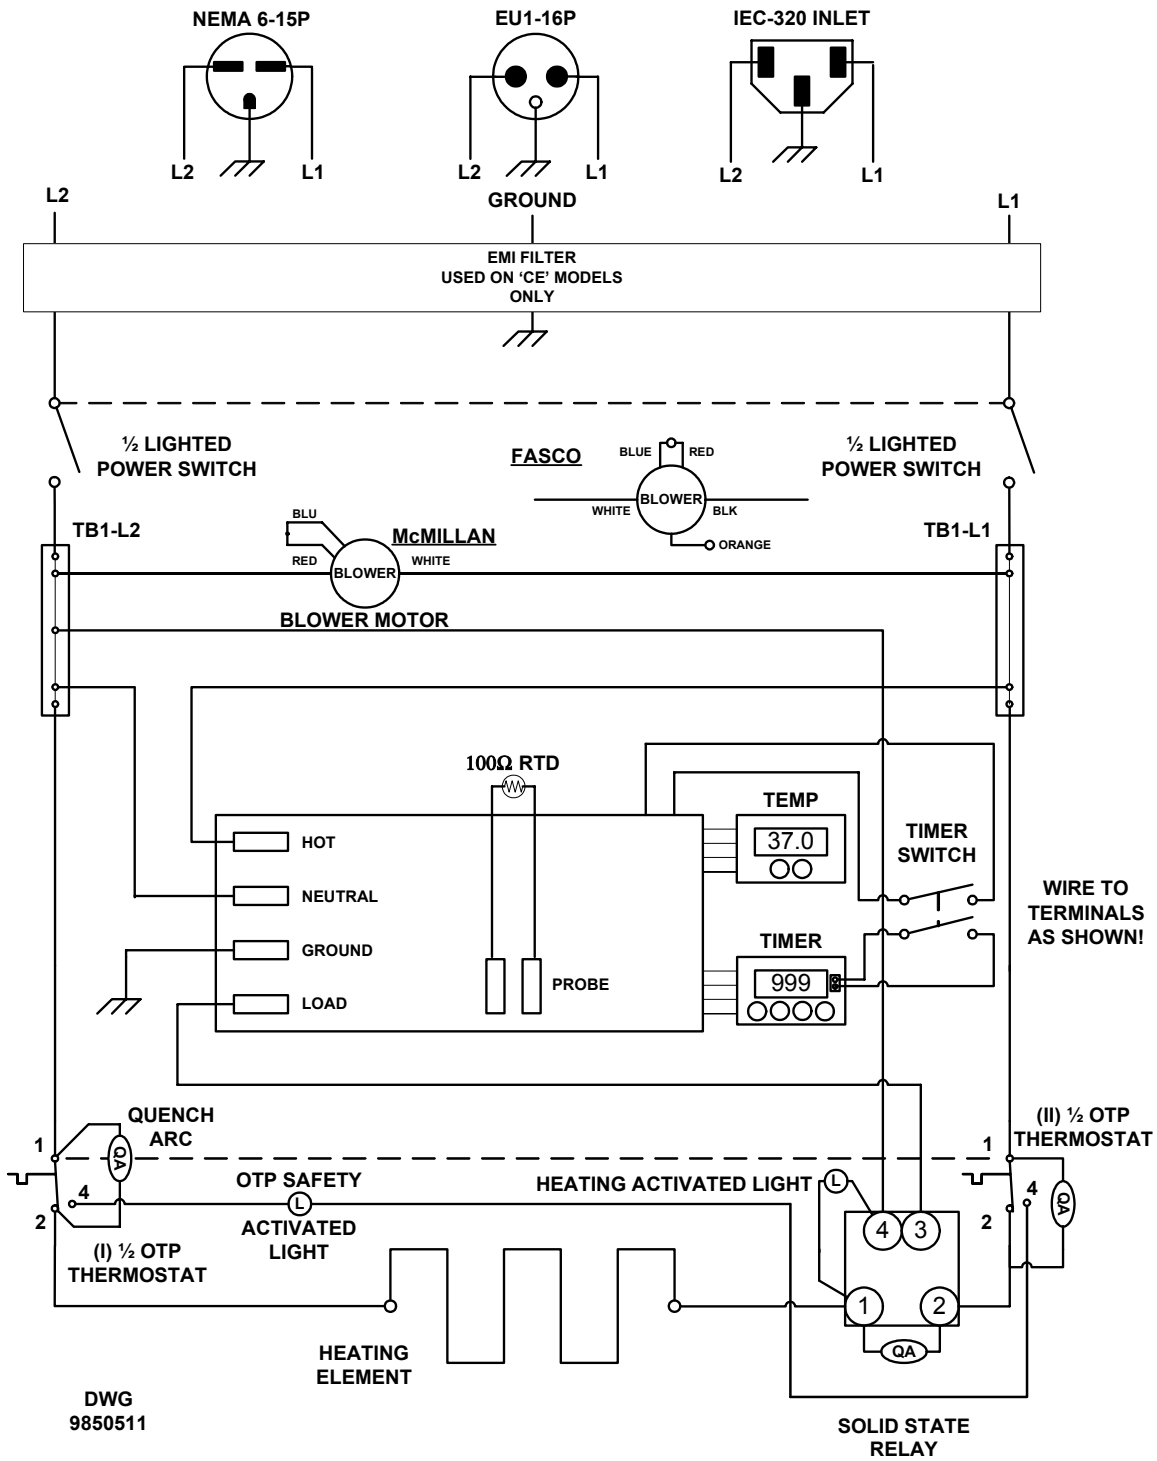 NEMA 6-15P
EU1-16P
IEC-320 INLET
L2
L1
L2
L1
L2
L1
L2
GROUND
L1
EMI FILTER
USED ON ‘CE’ MODELS
ONLY
½ LIGHTED
POWER SWITCH
FASCO
BLUE
RED
BLOWER
WHITE
BLK
ORANGE
½ LIGHTED
POWER SWITCH
TB1-L2
BLU
RED
McMILLAN
WHITE
BLOWER
BLOWER MOTOR
TB1-L1
100Ω RTD
TEMP
37.0
TIMER
SWITCH
HOT
NEUTRAL
GROUND
LOAD
PROBE
TIMER
999
WIRE TO
TERMINALS
AS SHOWN!
QUENCH
ARC
QA
1
4
2
(I) ½ OTP
THERMOSTAT
OTP SAFETY
L
ACTIVATED
LIGHT
HEATING ACTIVATED LIGHT
L
4
3
1
2
QA
(II) ½ OTP
THERMOSTAT
1
4
2
QA
HEATING
ELEMENT
SOLID STATE
RELAY
DWG
9850511